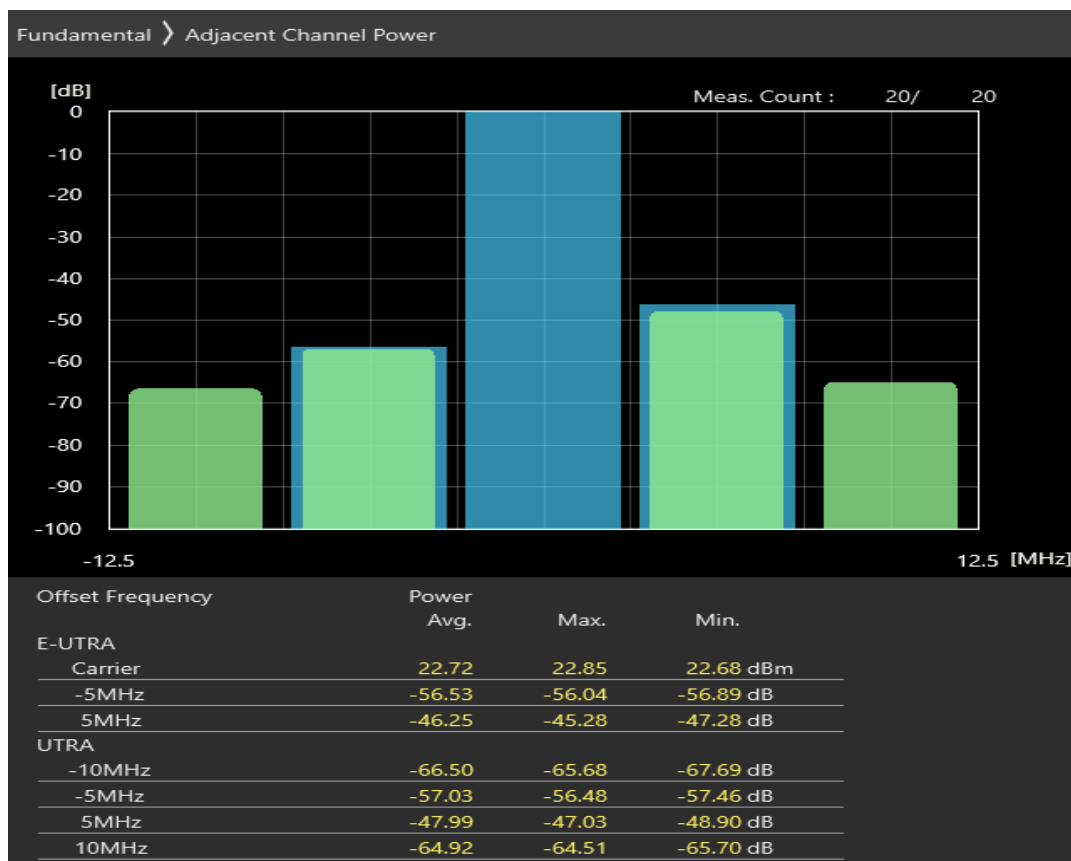 Fundamental ❯ Adjacent Channel Power
[dB]
Meas. Count : 20/ 20
0
-10
-20
-30
-40
-50
-60
-70
-80
-90
-100
-12.5 12.5 [MHz]
Offset Frequency Power
Avg. Max. Min.
E-UTRA
Carrier 22.72 22.85 22.68 dBm
-5MHz -56.53 -56.04 -56.89 dB
5MHz -46.25 -45.28 -47.28 dB
UTRA
-10MHz -66.50 -65.68 -67.69 dB
-5MHz -57.03 -56.48 -57.46 dB
5MHz -47.99 -47.03 -48.90 dB
10MHz -64.92 -64.51 -65.70 dB